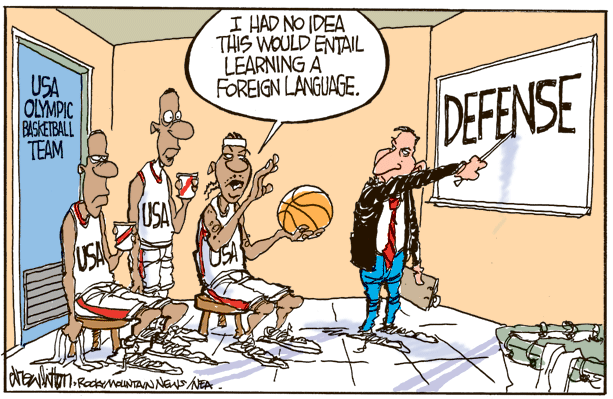 I HAD NO IDEA
THIS WOULD ENTAIL
LEARNING A
FOREIGN LANGUAGE.
USA
OLYMPIC
BASKETBALL
TEAM
DEFENSE
USA
USA
USA
ROCKY MOUNTAIN NEWS/NEA